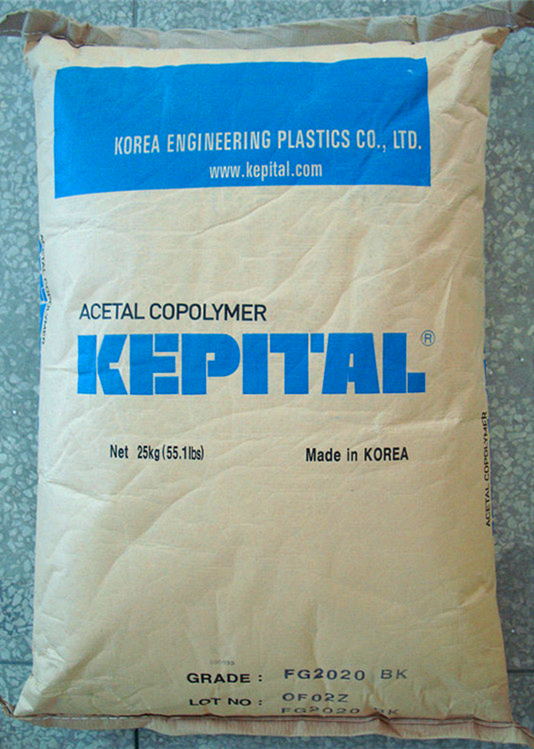 KOREA ENGINEERING PLASTICS CO., LTD.
www.kepital.com
ACETAL COPOLYMER
KEPITAL®
Net 25kg(55.1lbs)
Made in KOREA
ACETAL COPOLYMER
GRADE : FG2020 BK
LOT NO : OF02Z
FG2020 BK